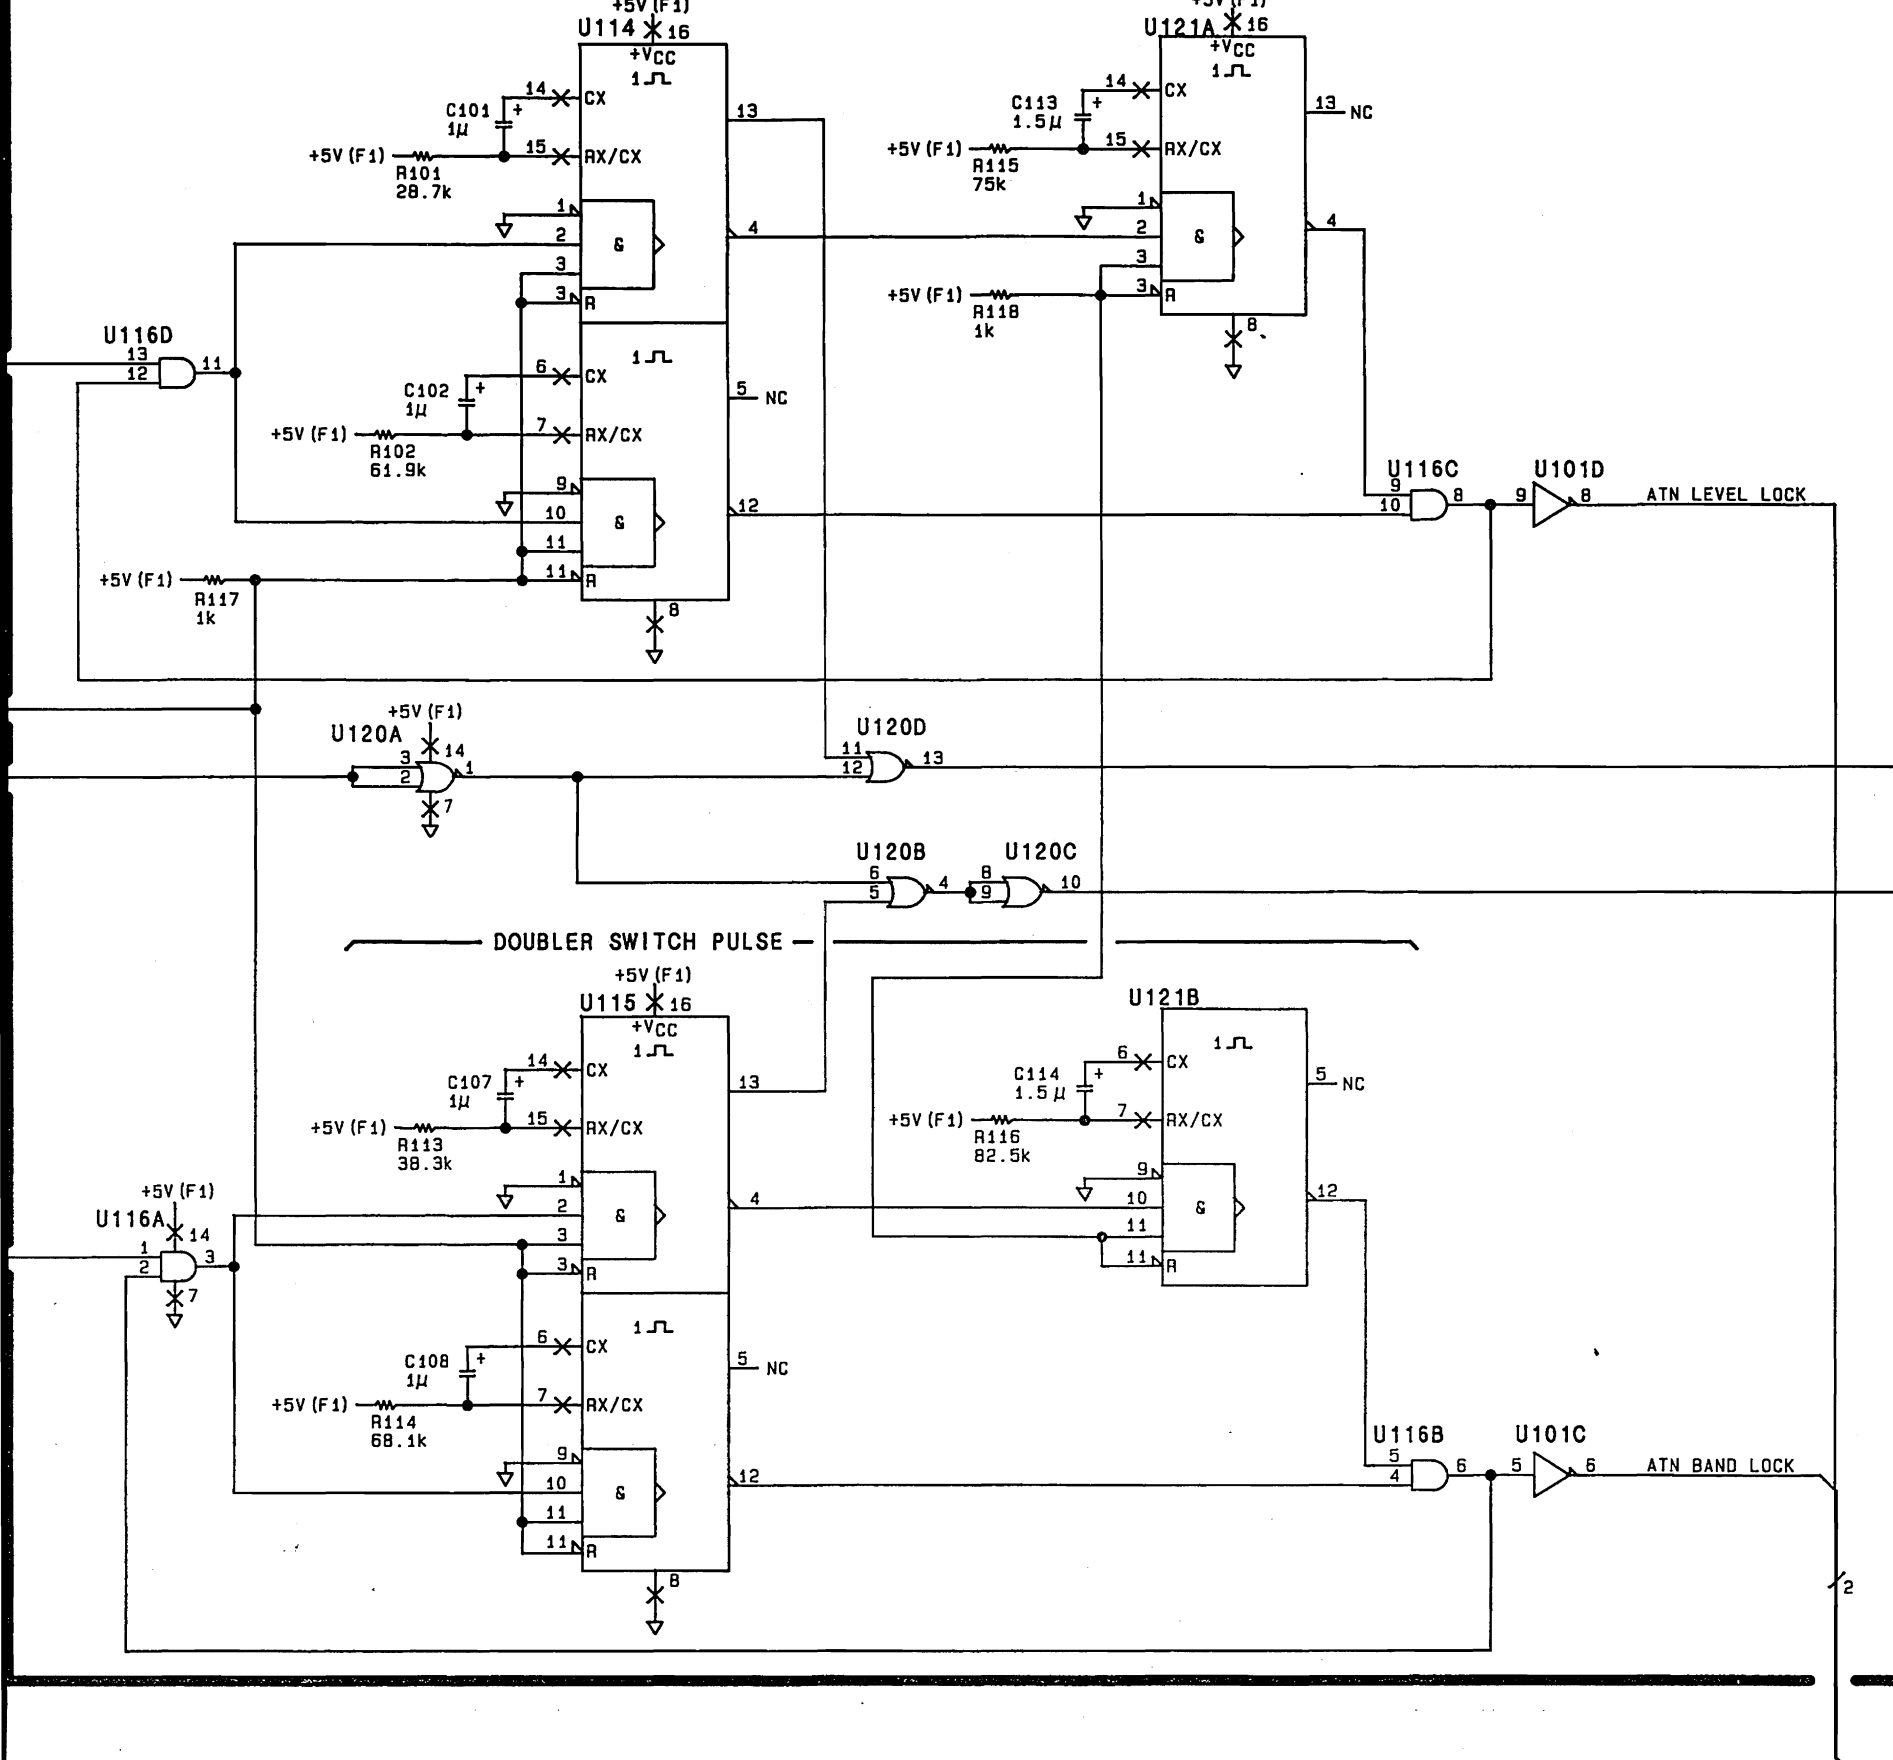 +5V (F1)
U114
16
+VCC
1
14
CX
C101
+
1µ
13
+5V (F1)
15
RX/CX
R101
28.7k
1
2
&
4
3
3
R
+5V (F1)
U121A
16
+VCC
1
14
CX
C113
+
1.5µ
13
NC
+5V (F1)
15
RX/CX
R115
75k
1
2
&
4
3
+5V (F1)
3
R
R118
1k
8
U116D
13
12
11
1
6
CX
C102
+
1µ
5
NC
+5V (F1)
7
RX/CX
R102
61.9k
9
10
&
12
11
+5V (F1)
11
R
R117
1k
8
U116C
9
10
8
U101D
9
8
ATN LEVEL LOCK
+5V (F1)
U120A
14
3
2
1
7
U120D
11
12
13
U120B
6
5
4
U120C
8
9
10
DOUBLER SWITCH PULSE
+5V (F1)
U115
16
+VCC
1
14
CX
C107
+
1µ
13
+5V (F1)
15
RX/CX
R113
38.3k
1
2
&
4
3
3
R
U121B
1
6
CX
C114
+
1.5µ
5
NC
+5V (F1)
7
RX/CX
R116
82.5k
9
10
&
12
11
11
R
+5V (F1)
U116A
14
1
2
3
7
1
6
CX
C108
+
1µ
5
NC
+5V (F1)
7
RX/CX
R114
68.1k
9
10
&
12
11
11
R
8
U116B
5
4
6
U101C
5
6
ATN BAND LOCK
2